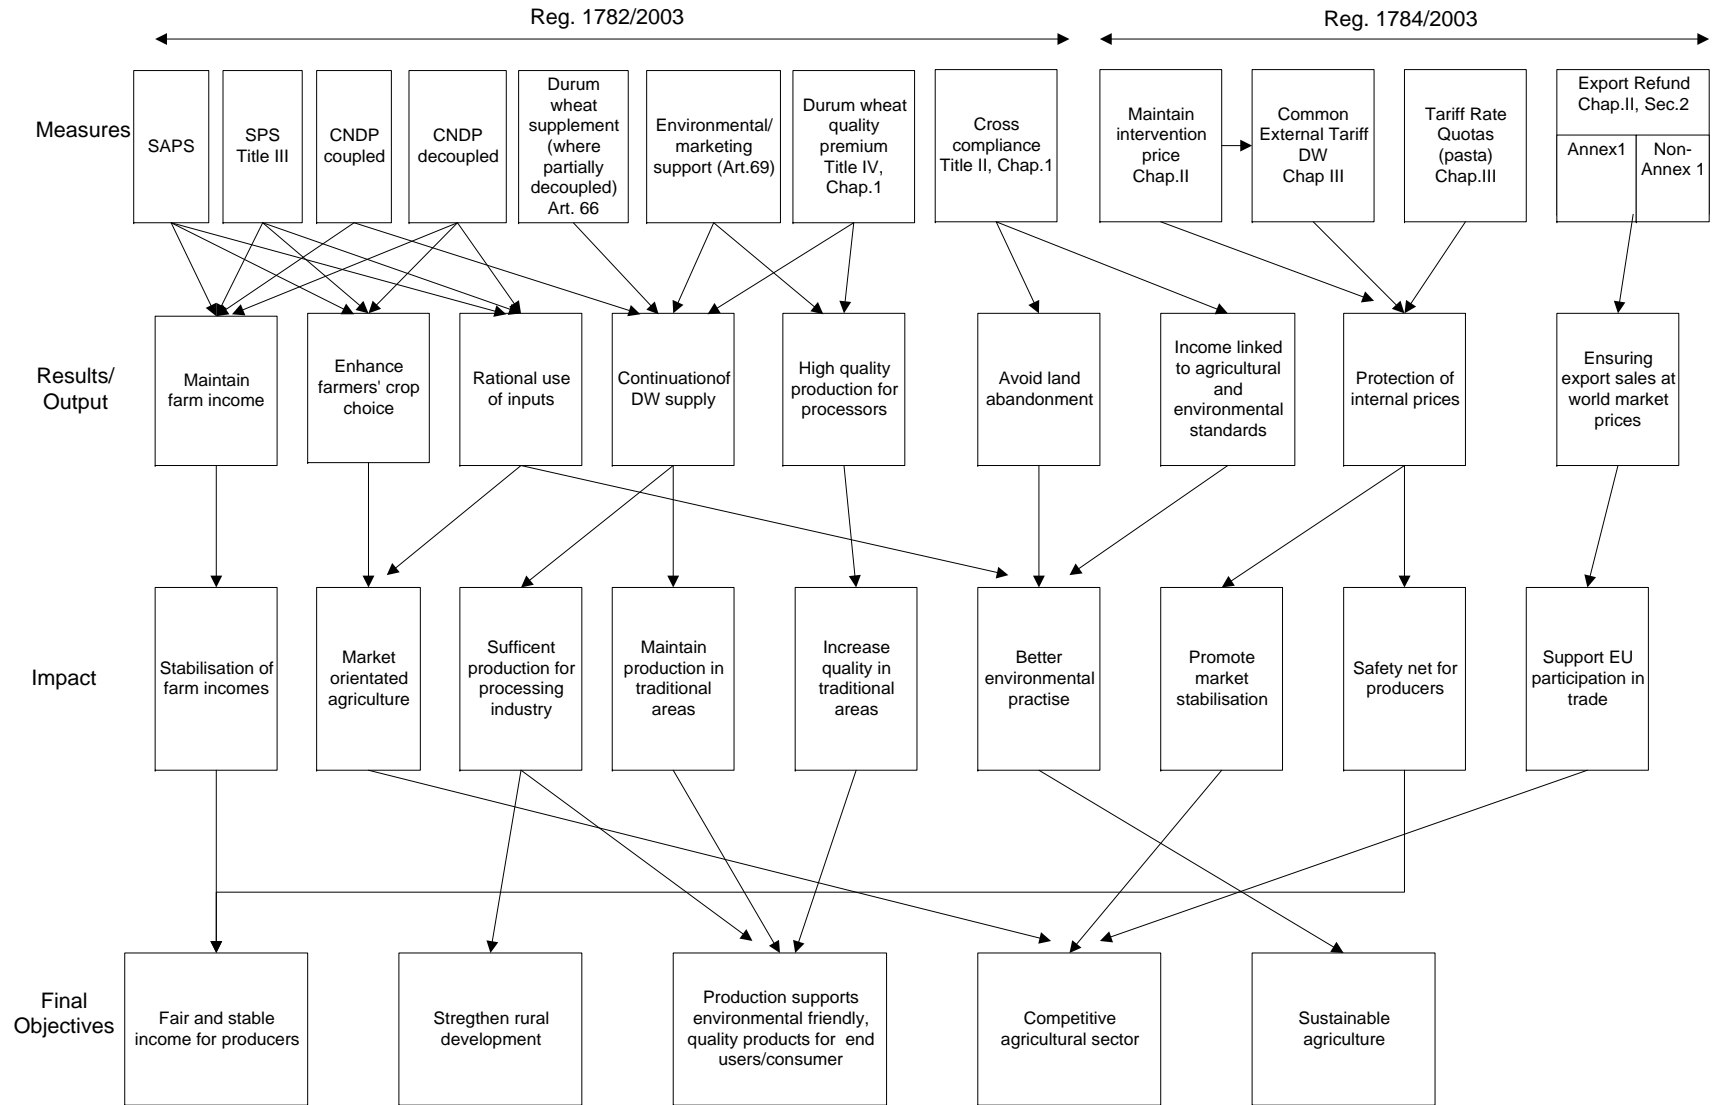 Reg. 1782/2003
Reg. 1784/2003
Measures
SAPS
SPS
Title III
CNDP
coupled
CNDP
decoupled
Durum
wheat
supplement
(where
partially
decoupled)
Art. 66
Environmental/
marketing
support (Art.69)
Durum wheat
quality
premium
Title IV,
Chap.1
Cross
compliance
Title II, Chap.1
Maintain
intervention
price
Chap.II
Common
External Tariff
DW
Chap III
Tariff Rate
Quotas
(pasta)
Chap.III
Export Refund
Chap.II, Sec.2
Annex1
Non-
Annex 1
Results/
Output
Maintain
farm income
Enhance
farmers' crop
choice
Rational use
of inputs
Continuationof
DW supply
High quality
production for
processors
Avoid land
abandonment
Income linked
to agricultural
and
environmental
standards
Protection of
internal prices
Ensuring
export sales at
world market
prices
Impact
Stabilisation of
farm incomes
Market
orientated
agriculture
Sufficent
production for
processing
industry
Maintain
production in
traditional
areas
Increase
quality in
traditional
areas
Better
environmental
practise
Promote
market
stabilisation
Safety net for
producers
Support EU
participation in
trade
Final
Objectives
Fair and stable
income for producers
Stregthen rural
development
Production supports
environmental friendly,
quality products for end
users/consumer
Competitive
agricultural sector
Sustainable
agriculture